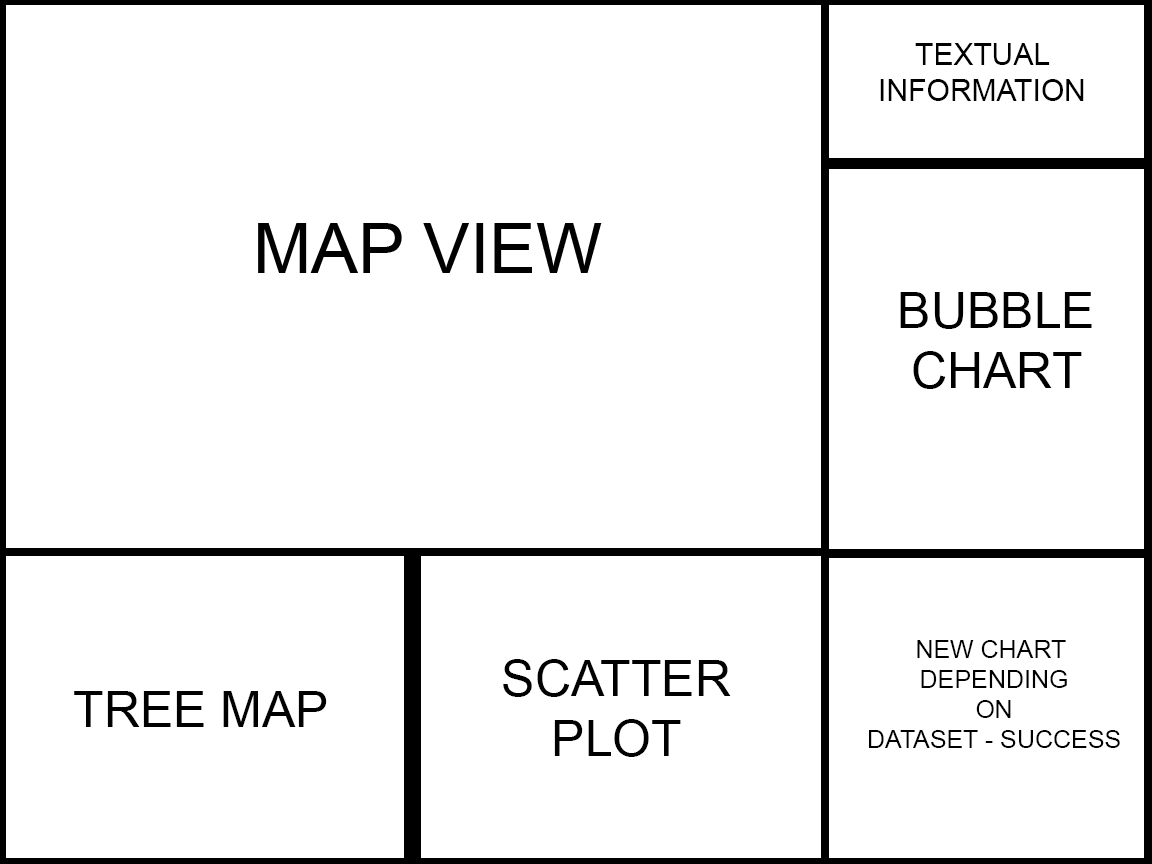 MAP VIEW
TEXTUAL
INFORMATION
BUBBLE
CHART
TREE MAP
SCATTER
PLOT
NEW CHART
DEPENDING
ON
DATASET - SUCCESS